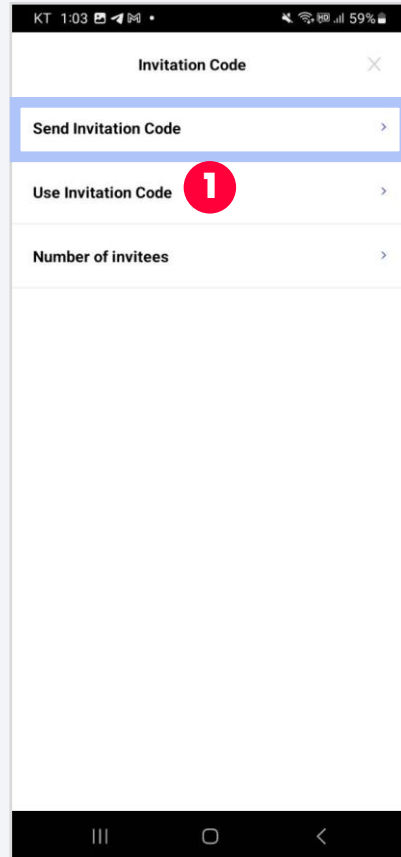 KT 1:03
59%
Invitation Code
Send Invitation Code
Use Invitation Code
1
Number of invitees